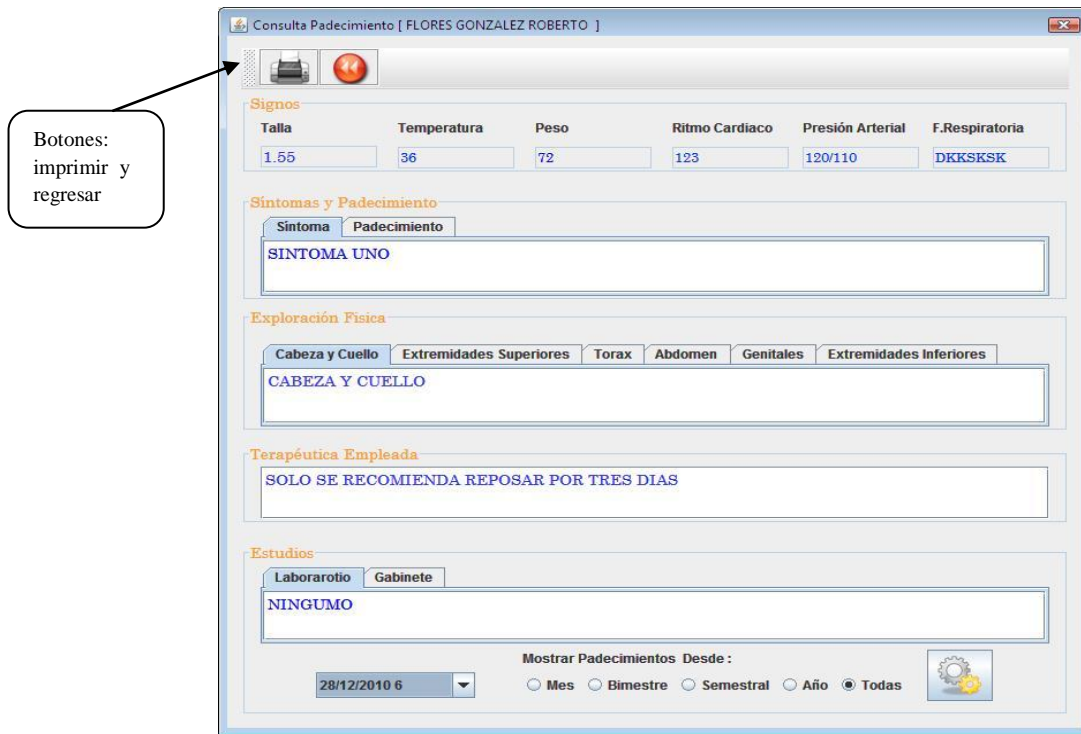 Consulta Padecimiento [ FLORES GONZALEZ ROBERTO ]
Botones:
imprimir y
regresar
Signos
Talla Temperatura Peso Ritmo Cardiaco Presión Arterial F.Respiratoria
1.55 36 72 123 120/110 DKKSKSK
Síntomas y Padecimiento
Síntoma Padecimiento
SINTOMA UNO
Exploración Fisica
Cabeza y Cuello Extremidades Superiores Torax Abdomen Genitales Extremidades Inferiores
CABEZA Y CUELLO
Terapéutica Empleada
SOLO SE RECOMIENDA REPOSAR POR TRES DIAS
Estudios
Laborarotio Gabinete
NINGUMO
Mostrar Padecimientos Desde :
28/12/2010 6 Mes Bimestre Semestral Año Todas